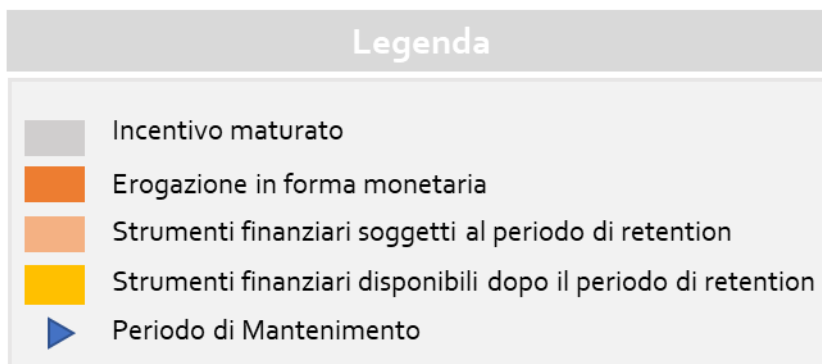 Legenda
Incentivo maturato
Erogazione in forma monetaria
Strumenti finanziari soggetti al periodo di retention
Strumenti finanziari disponibili dopo il periodo di retention
Periodo di Mantenimento